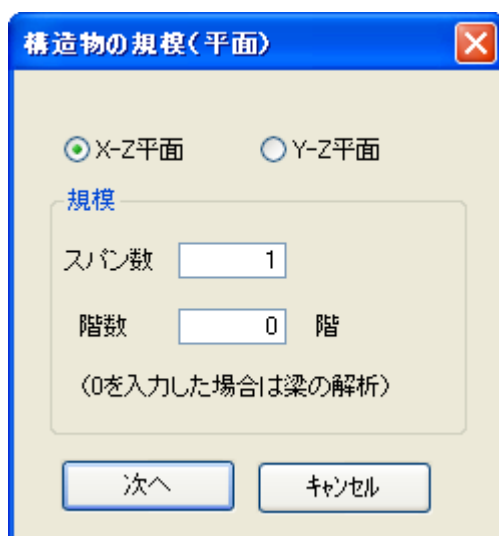 構造物の規模(平面)
X-Z平面 Y-Z平面
規模
スパン数 1
階数 0 階
(0を入力した場合は梁の解析)
次へ キャンセル